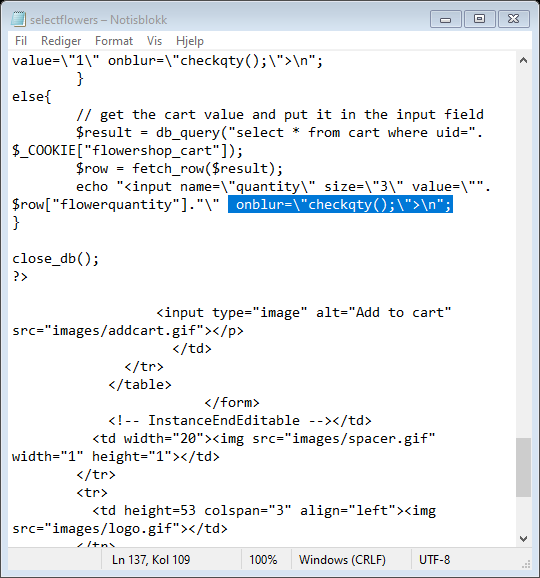 selectflowers – Notisblokk
Fil Rediger Format Vis Hjelp
value=\"1\" onblur=\"checkqty();\">\n";
}
else{
// get the cart value and put it in the input field
$result = db_query("select * from cart where uid=".
$_COOKIE["flowershop_cart"]);
$row = fetch_row($result);
echo "<input name=\"quantity\" size=\"3\" value=\"".
$row["flowerquantity"]."\" onblur=\"checkqty();\">\n";
}
close_db();
?>
<input type="image" alt="Add to cart"
src="images/addcart.gif"></p>
</td>
</tr>
</table>
</form>
<!-- InstanceEndEditable --></td>
<td width="20"><img src="images/spacer.gif"
width="1" height="1"></td>
</tr>
<tr>
<td height=53 colspan="3" align="left"><img
src="images/logo.gif"></td>
</tr>
Ln 137, Kol 109 100% Windows (CRLF) UTF-8